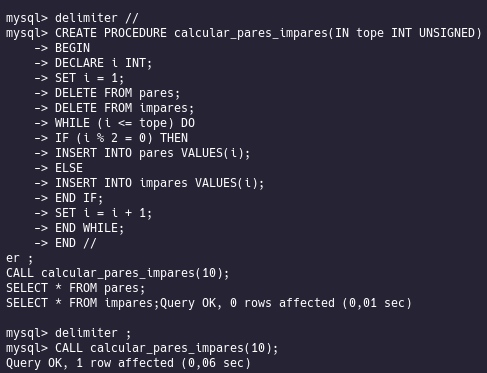 mysql> delimiter //
mysql> CREATE PROCEDURE calcular_pares_impares(IN tope INT UNSIGNED)
    -> BEGIN
    -> DECLARE i INT;
    -> SET i = 1;
    -> DELETE FROM pares;
    -> DELETE FROM impares;
    -> WHILE (i <= tope) DO
    -> IF (i % 2 = 0) THEN
    -> INSERT INTO pares VALUES(i);
    -> ELSE
    -> INSERT INTO impares VALUES(i);
    -> END IF;
    -> SET i = i + 1;
    -> END WHILE;
    -> END //
er ;
CALL calcular_pares_impares(10);
SELECT * FROM pares;
SELECT * FROM impares;Query OK, 0 rows affected (0,01 sec)

mysql> delimiter ;
mysql> CALL calcular_pares_impares(10);
Query OK, 1 row affected (0,06 sec)